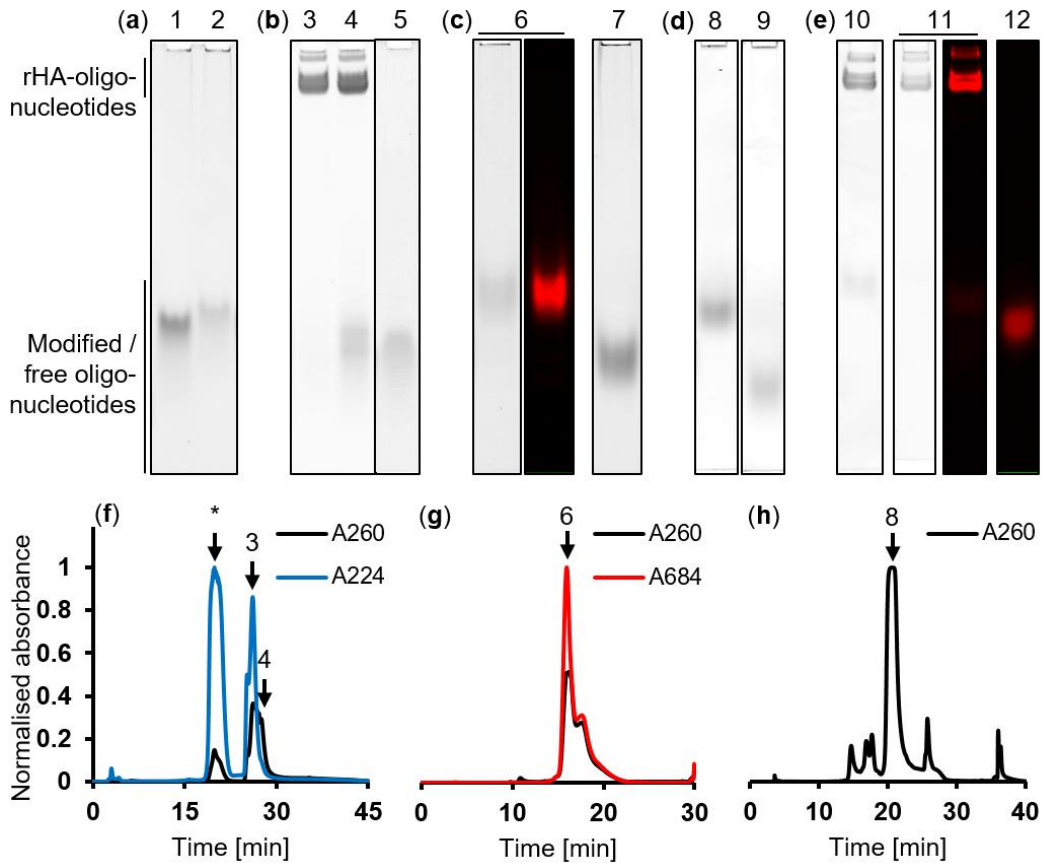 (a) 1 2 (b) 3 4 5 (c) 6 7 (d) 8 9 (e) 10 11 12
rHA-oligo-
nucleotides
Modified /
free oligo-
nucleotides
(f) * 3 4 A260 A224
(g) 6 A260 A684
(h) 8 A260
Normalised absorbance
1
0.8
0.6
0.4
0.2
0
0 15 30 45
0 10 20 30
0 10 20 30 40
Time [min] Time [min] Time [min]